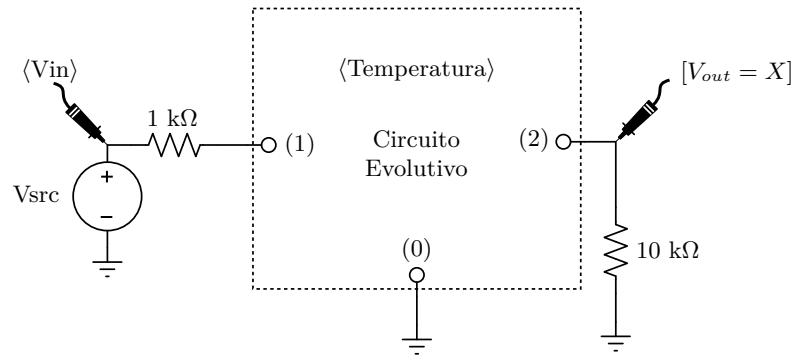 ⟨Vin⟩
⟨Temperatura⟩
[V_out = X]
1 kΩ
(1)
Circuito
Evolutivo
(2)
+
−
Vsrc
(0)
10 kΩ